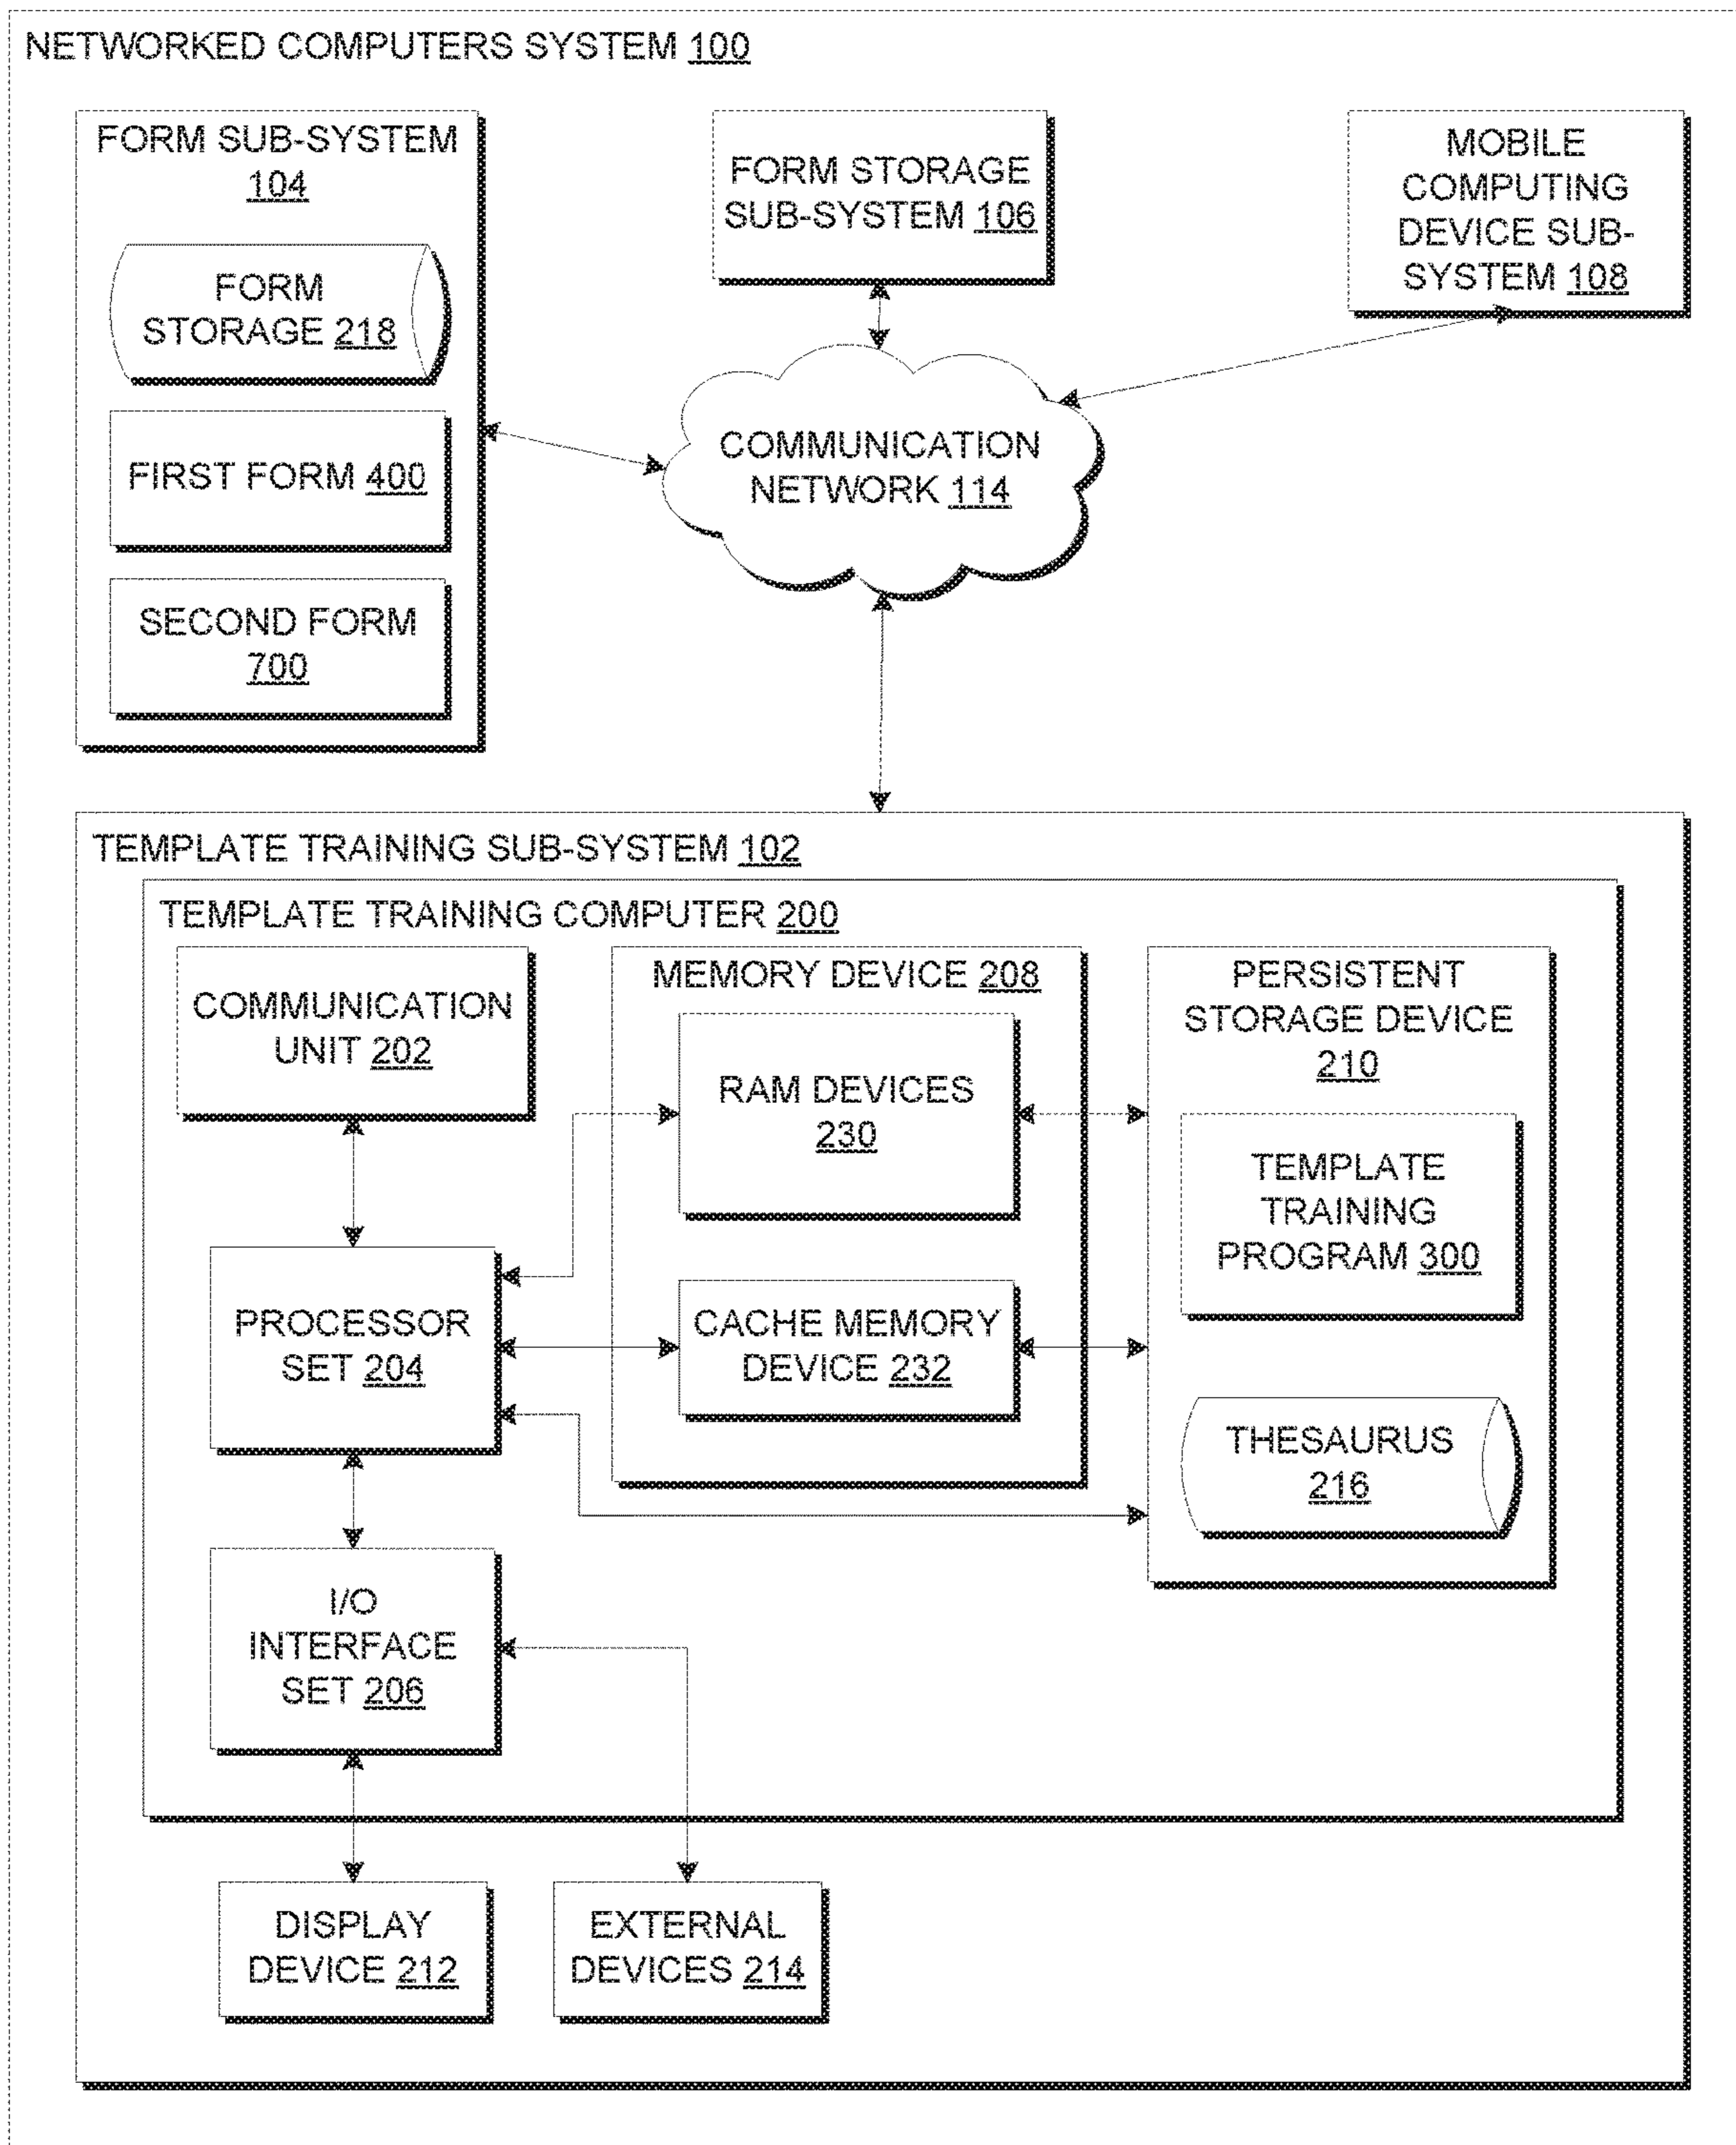 NETWORKED COMPUTERS SYSTEM 100
FORM SUB-SYSTEM
104
FORM
STORAGE 218
FIRST FORM 400
SECOND FORM
700
FORM STORAGE
SUB-SYSTEM 106
MOBILE
COMPUTING
DEVICE SUB-
SYSTEM 108
COMMUNICATION
NETWORK 114
TEMPLATE TRAINING SUB-SYSTEM 102
TEMPLATE TRAINING COMPUTER 200
COMMUNICATION
UNIT 202
PROCESSOR
SET 204
I/O
INTERFACE
SET 206
MEMORY DEVICE 208
RAM DEVICES
230
CACHE MEMORY
DEVICE 232
PERSISTENT
STORAGE DEVICE
210
TEMPLATE
TRAINING
PROGRAM 300
THESAURUS
216
DISPLAY
DEVICE 212
EXTERNAL
DEVICES 214